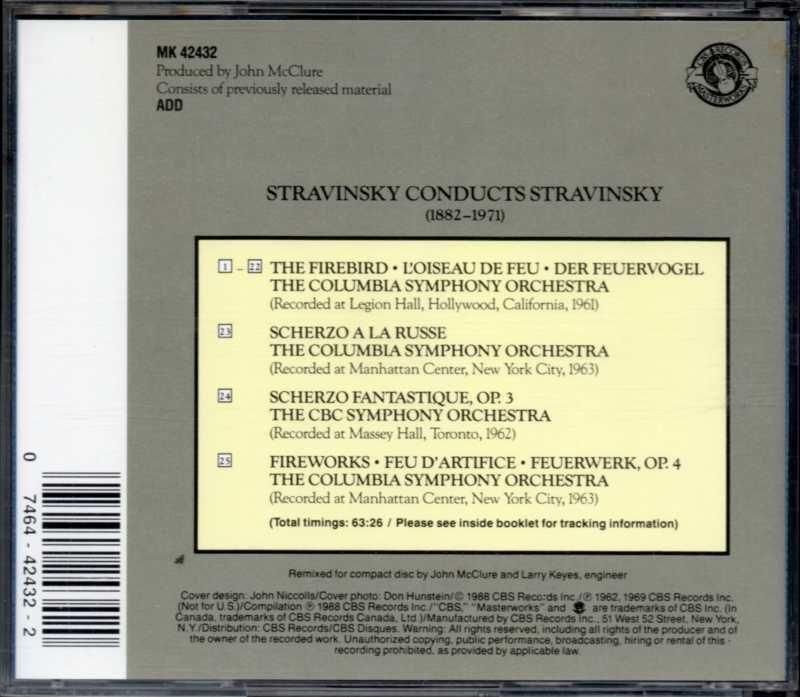 MK 42432
Produced by John McClure
Consists of previously released material
ADD
CBS RECORDS
MASTERWORKS
STRAVINSKY CONDUCTS STRAVINSKY
(1882–1971)
1 – 22 THE FIREBIRD • L'OISEAU DE FEU • DER FEUERVOGEL
THE COLUMBIA SYMPHONY ORCHESTRA
(Recorded at Legion Hall, Hollywood, California, 1961)
23 SCHERZO A LA RUSSE
THE COLUMBIA SYMPHONY ORCHESTRA
(Recorded at Manhattan Center, New York City, 1963)
24 SCHERZO FANTASTIQUE, OP. 3
THE CBC SYMPHONY ORCHESTRA
(Recorded at Massey Hall, Toronto, 1962)
25 FIREWORKS • FEU D'ARTIFICE • FEUERWERK, OP. 4
THE COLUMBIA SYMPHONY ORCHESTRA
(Recorded at Manhattan Center, New York City, 1963)
(Total timings: 63:26 / Please see inside booklet for tracking information)
Remixed for compact disc by John McClure and Larry Keyes, engineer
Cover design: John Niccolls/Cover photo: Don Hunstein/© 1988 CBS Records Inc./℗ 1962, 1969 CBS Records Inc.
(Not for U.S.)/Compilation ℗ 1988 CBS Records Inc./"CBS," "Masterworks" and are trademarks of CBS Inc. (In
Canada, trademarks of CBS Records Canada, Ltd.)/Manufactured by CBS Records Inc., 51 West 52 Street, New York,
N.Y./Distribution: CBS Records/CBS Disques. Warning: All rights reserved, including all rights of the producer and of
the owner of the recorded work. Unauthorized copying, public performance, broadcasting, hiring or rental of this
recording prohibited, as provided by applicable law.
0 7464-42432-2